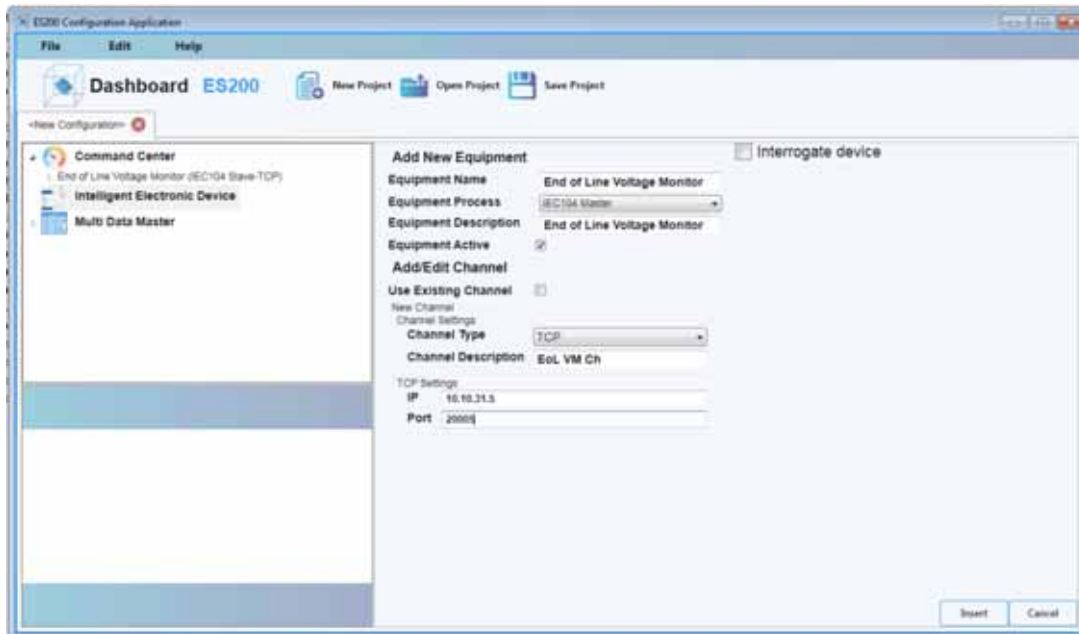 ES200 Configuration Application
File Edit Help
Dashboard ES200 New Project Open Project Save Project
<New Configuration>
Command Center
End of Line Voltage Monitor (IEC104 Slave-TCP)
Intelligent Electronic Device
Multi Data Master
Add New Equipment
Interrogate device
Equipment Name End of Line Voltage Monitor
Equipment Process IEC104 Master
Equipment Description End of Line Voltage Monitor
Equipment Active
Add/Edit Channel
Use Existing Channel
New Channel
Channel Settings
Channel Type TCP
Channel Description EoL VM Ch
TCP Settings
IP 10.10.31.5
Port 20005
Insert Cancel